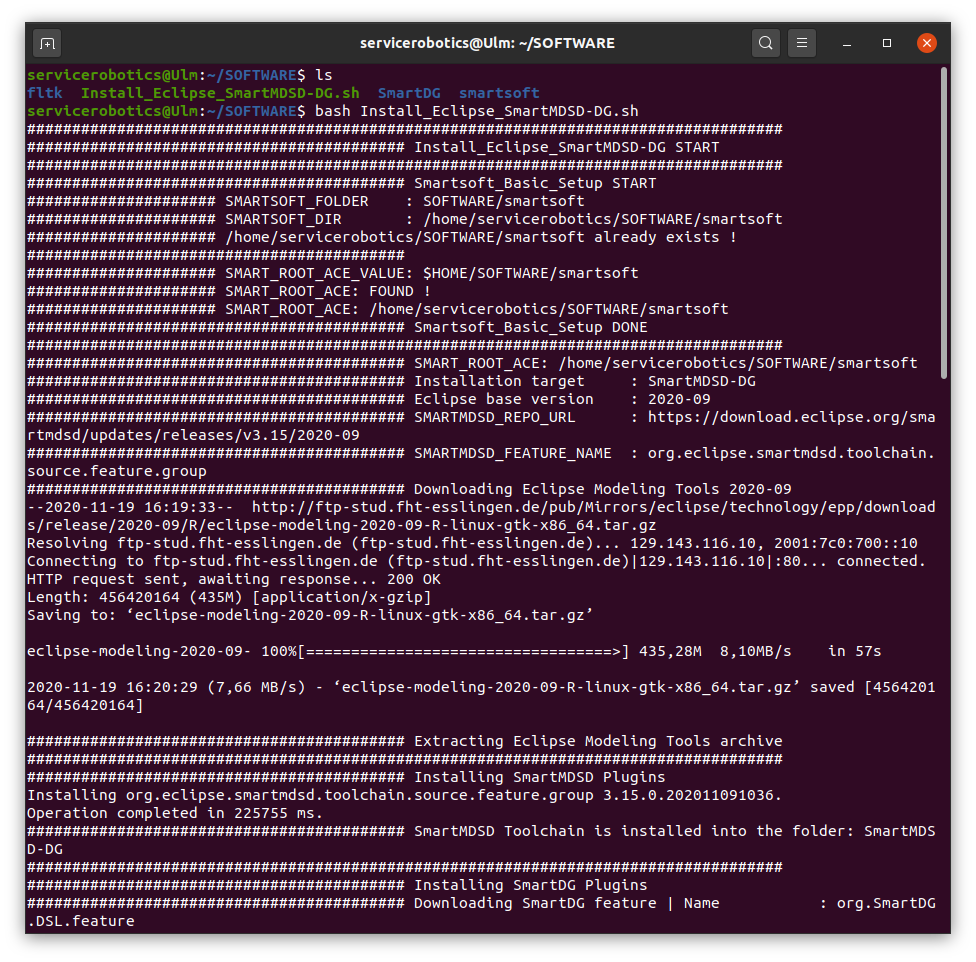 servicerobotics@Ulm: ~/SOFTWARE
servicerobotics@Ulm:~/SOFTWARE$ ls
fltk  Install_Eclipse_SmartMDSD-DG.sh  SmartDG  smartsoft
servicerobotics@Ulm:~/SOFTWARE$ bash Install_Eclipse_SmartMDSD-DG.sh
####################################################################################
########################################## Install_Eclipse_SmartMDSD-DG START
####################################################################################
########################################## Smartsoft_Basic_Setup START
##################### SMARTSOFT_FOLDER    : SOFTWARE/smartsoft
##################### SMARTSOFT_DIR       : /home/servicerobotics/SOFTWARE/smartsoft
##################### /home/servicerobotics/SOFTWARE/smartsoft already exists !
##########################################
##################### SMART_ROOT_ACE_VALUE: $HOME/SOFTWARE/smartsoft
##################### SMART_ROOT_ACE: FOUND !
##################### SMART_ROOT_ACE: /home/servicerobotics/SOFTWARE/smartsoft
########################################## Smartsoft_Basic_Setup DONE
####################################################################################
########################################## SMART_ROOT_ACE: /home/servicerobotics/SOFTWARE/smartsoft
########################################## Installation target     : SmartMDSD-DG
########################################## Eclipse base version    : 2020-09
########################################## SMARTMDSD_REPO_URL      : https://download.eclipse.org/sma
rtmdsd/updates/releases/v3.15/2020-09
########################################## SMARTMDSD_FEATURE_NAME  : org.eclipse.smartmdsd.toolchain.
source.feature.group
########################################## Downloading Eclipse Modeling Tools 2020-09
--2020-11-19 16:19:33--  http://ftp-stud.fht-esslingen.de/pub/Mirrors/eclipse/technology/epp/download
s/release/2020-09/R/eclipse-modeling-2020-09-R-linux-gtk-x86_64.tar.gz
Resolving ftp-stud.fht-esslingen.de (ftp-stud.fht-esslingen.de)... 129.143.116.10, 2001:7c0:700::10
Connecting to ftp-stud.fht-esslingen.de (ftp-stud.fht-esslingen.de)|129.143.116.10|:80... connected.
HTTP request sent, awaiting response... 200 OK
Length: 456420164 (435M) [application/x-gzip]
Saving to: ‘eclipse-modeling-2020-09-R-linux-gtk-x86_64.tar.gz’
eclipse-modeling-2020-09- 100%[==================================>] 435,28M  8,10MB/s    in 57s
2020-11-19 16:20:29 (7,66 MB/s) - ‘eclipse-modeling-2020-09-R-linux-gtk-x86_64.tar.gz’ saved [4564201
64/456420164]
########################################## Extracting Eclipse Modeling Tools archive
####################################################################################
########################################## Installing SmartMDSD Plugins
Installing org.eclipse.smartmdsd.toolchain.source.feature.group 3.15.0.202011091036.
Operation completed in 225755 ms.
########################################## SmartMDSD Toolchain is installed into the folder: SmartMDS
D-DG
####################################################################################
########################################## Installing SmartDG Plugins
########################################## Downloading SmartDG feature | Name           : org.SmartDG
.DSL.feature